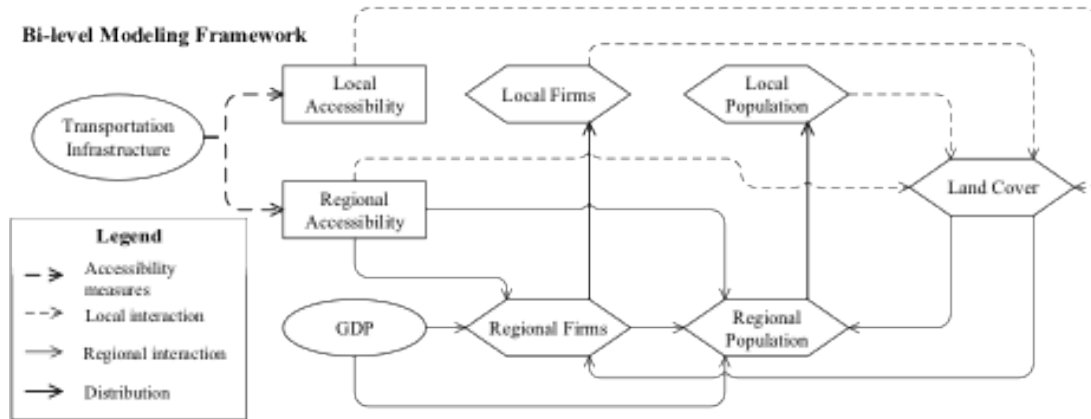 Bi-level Modeling Framework
Local
Accessibility
Local Firms
Local
Population
Transportation
Infrastructure
Land Cover
Regional
Accessibility
Legend
Accessibility
measures
Local interaction
Regional interaction
Distribution
GDP
Regional Firms
Regional
Population